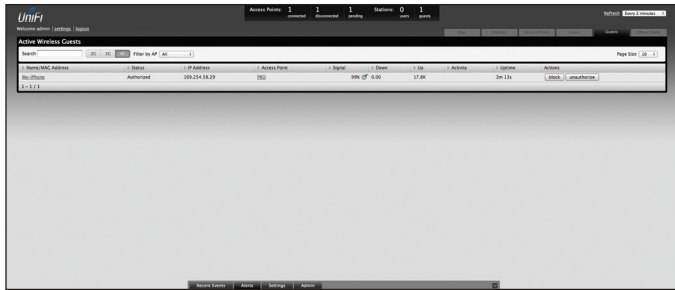 UniFi
Access Points: 1 connected 1 disconnected 1 pending Stations: 0 users 1 guests
Refresh Every 2 minutes
Welcome admin | settings | logout
Guests
Active Wireless Guests
Search 2G 5G All Filter by AP All Page Size 10
Name/MAC Address Status IP Address Access Point Signal Down Up Activity Uptime Actions
My-iPhone Authorized 169.254.58.29 PRO 99% 0.00 17.8K 3m 13s block unauthorize
1 - 1 / 1
Recent Events Alerts Settings Admin